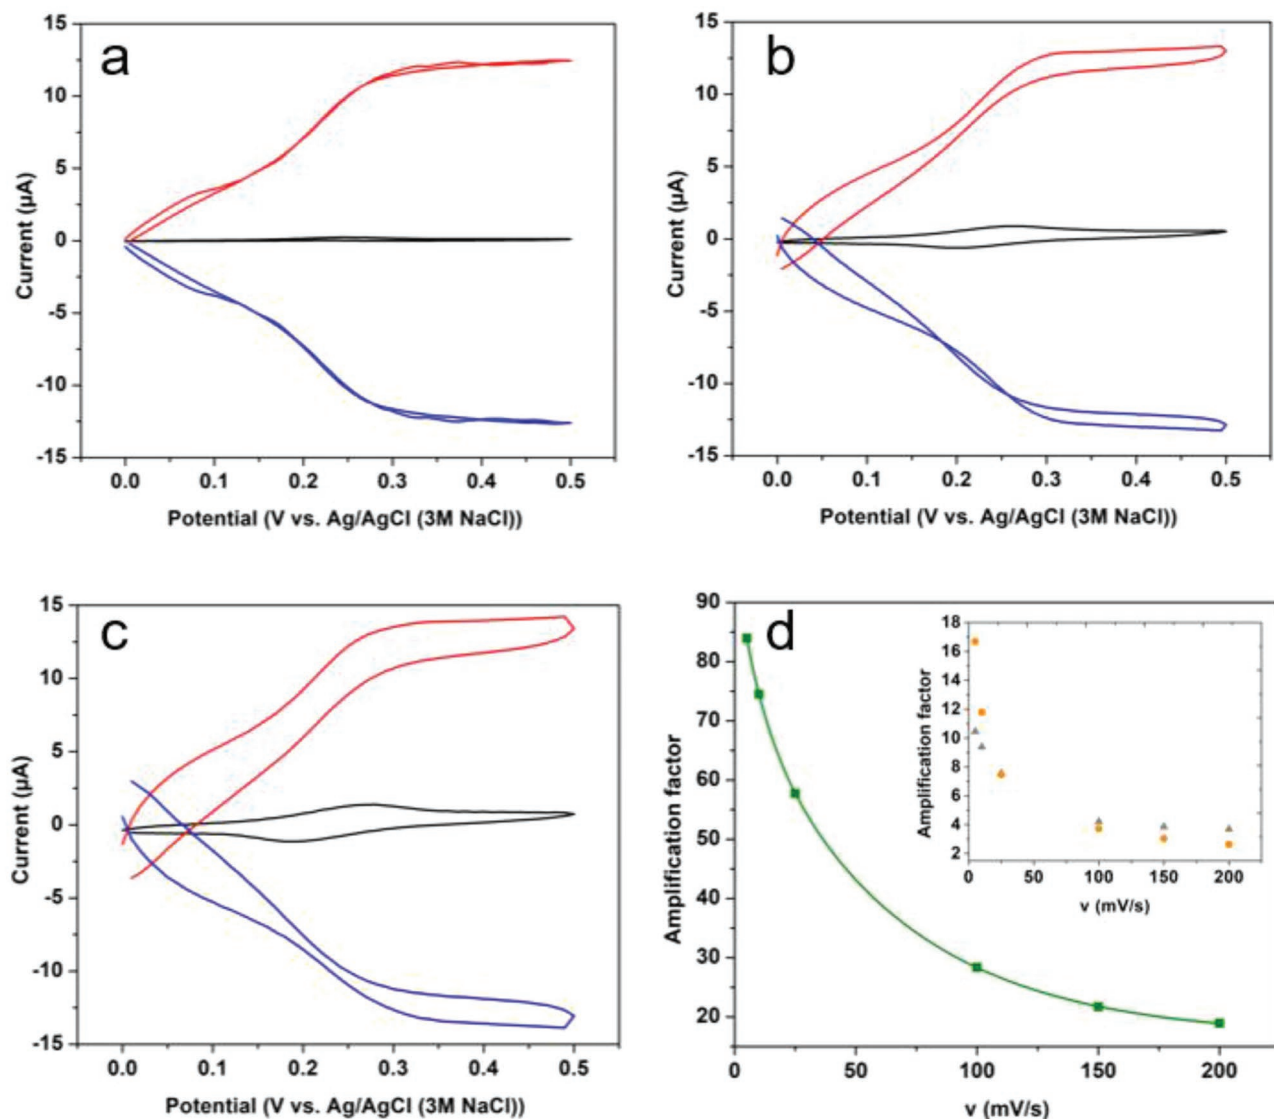 a
15
10
5
0
-5
-10
-15
Current (µA)
0.0 0.1 0.2 0.3 0.4 0.5
Potential (V vs. Ag/AgCl (3M NaCl))
b
15
10
5
0
-5
-10
-15
Current (µA)
0.0 0.1 0.2 0.3 0.4 0.5
Potential (V vs. Ag/AgCl (3M NaCl))
c
15
10
5
0
-5
-10
-15
Current (µA)
0.0 0.1 0.2 0.3 0.4 0.5
Potential (V vs. Ag/AgCl (3M NaCl))
d
90
80
70
60
50
40
30
20
Amplification factor
0 50 100 150 200
v (mV/s)
18
16
14
12
10
8
6
4
2
Amplification factor
0 50 100 150 200
v (mV/s)